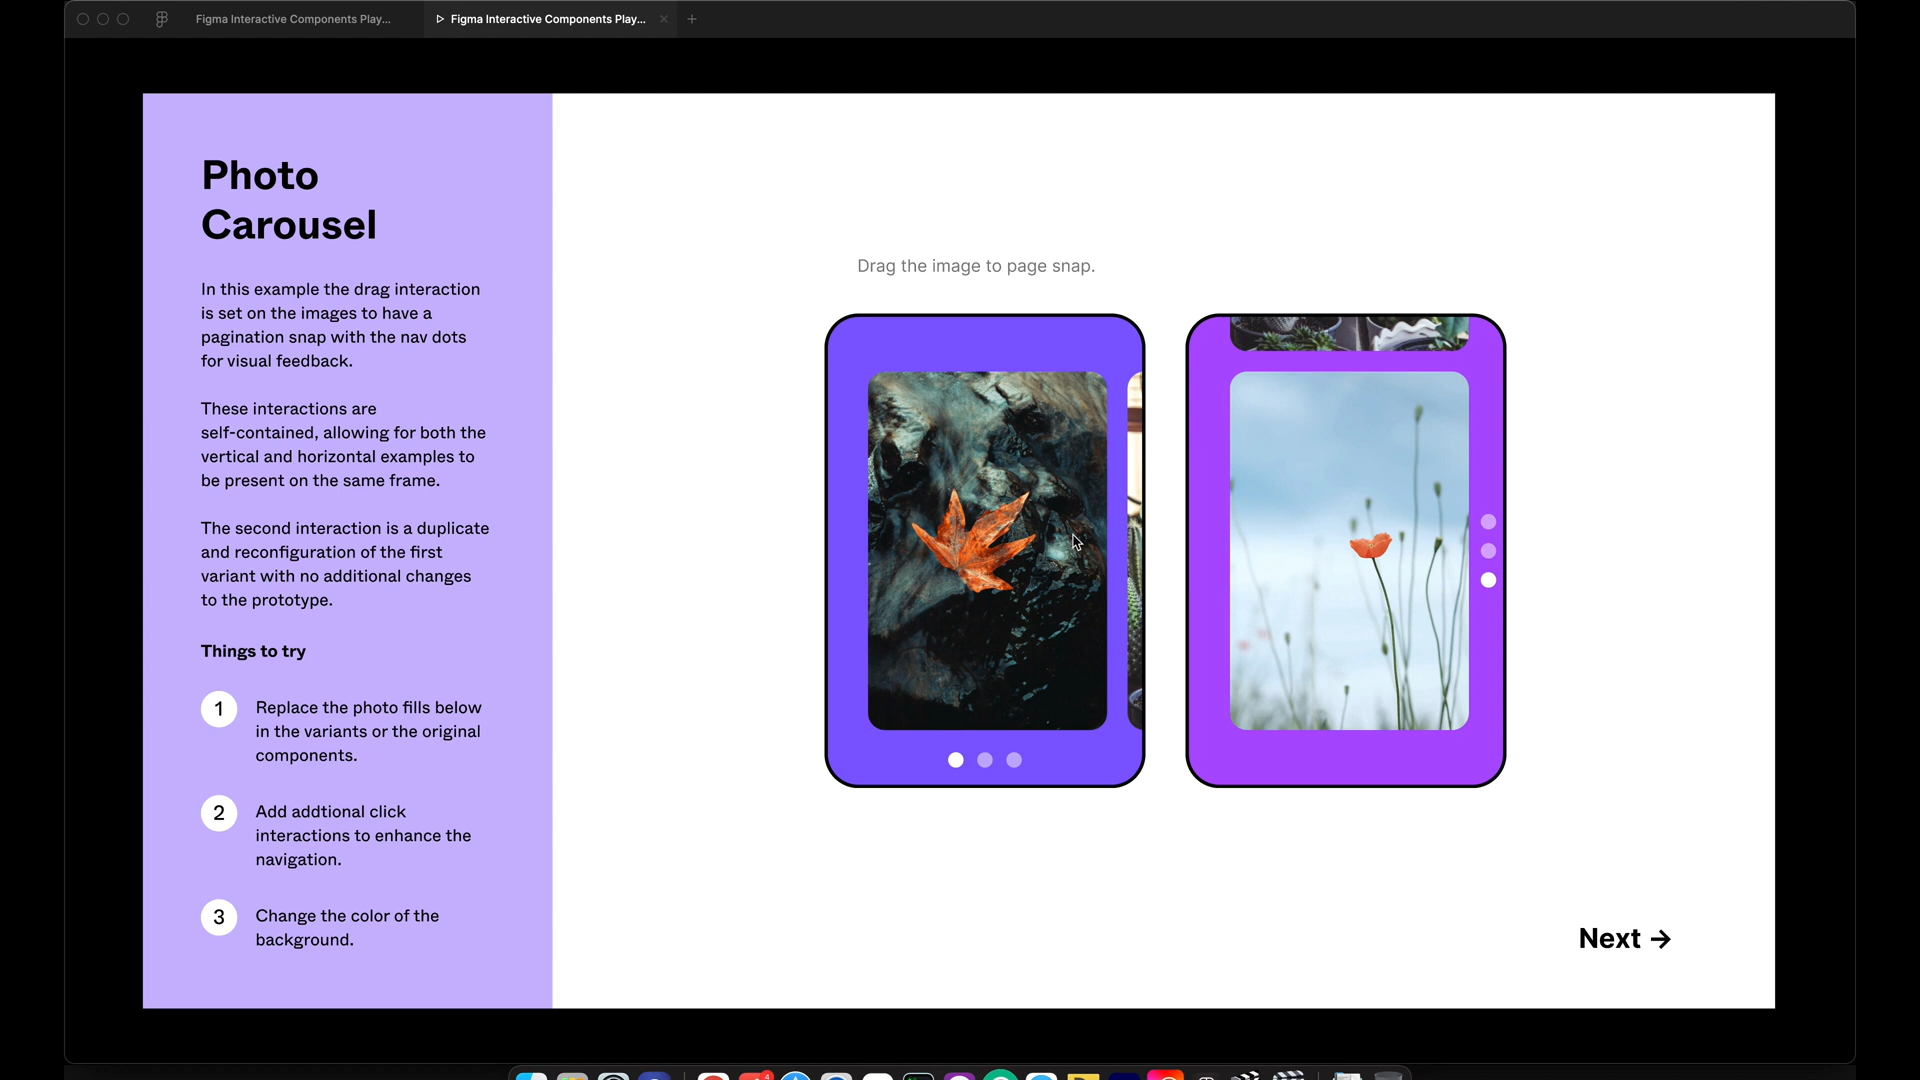 Figma Interactive Components Play...
Figma Interactive Components Play...
Photo
Carousel
In this example the drag interaction
is set on the images to have a
pagination snap with the nav dots
for visual feedback.
These interactions are
self-contained, allowing for both the
vertical and horizontal examples to
be present on the same frame.
The second interaction is a duplicate
and reconfiguration of the first
variant with no additional changes
to the prototype.
Things to try
1
Replace the photo fills below
in the variants or the original
components.
2
Add addtional click
interactions to enhance the
navigation.
3
Change the color of the
background.
Drag the image to page snap.
Next →
4